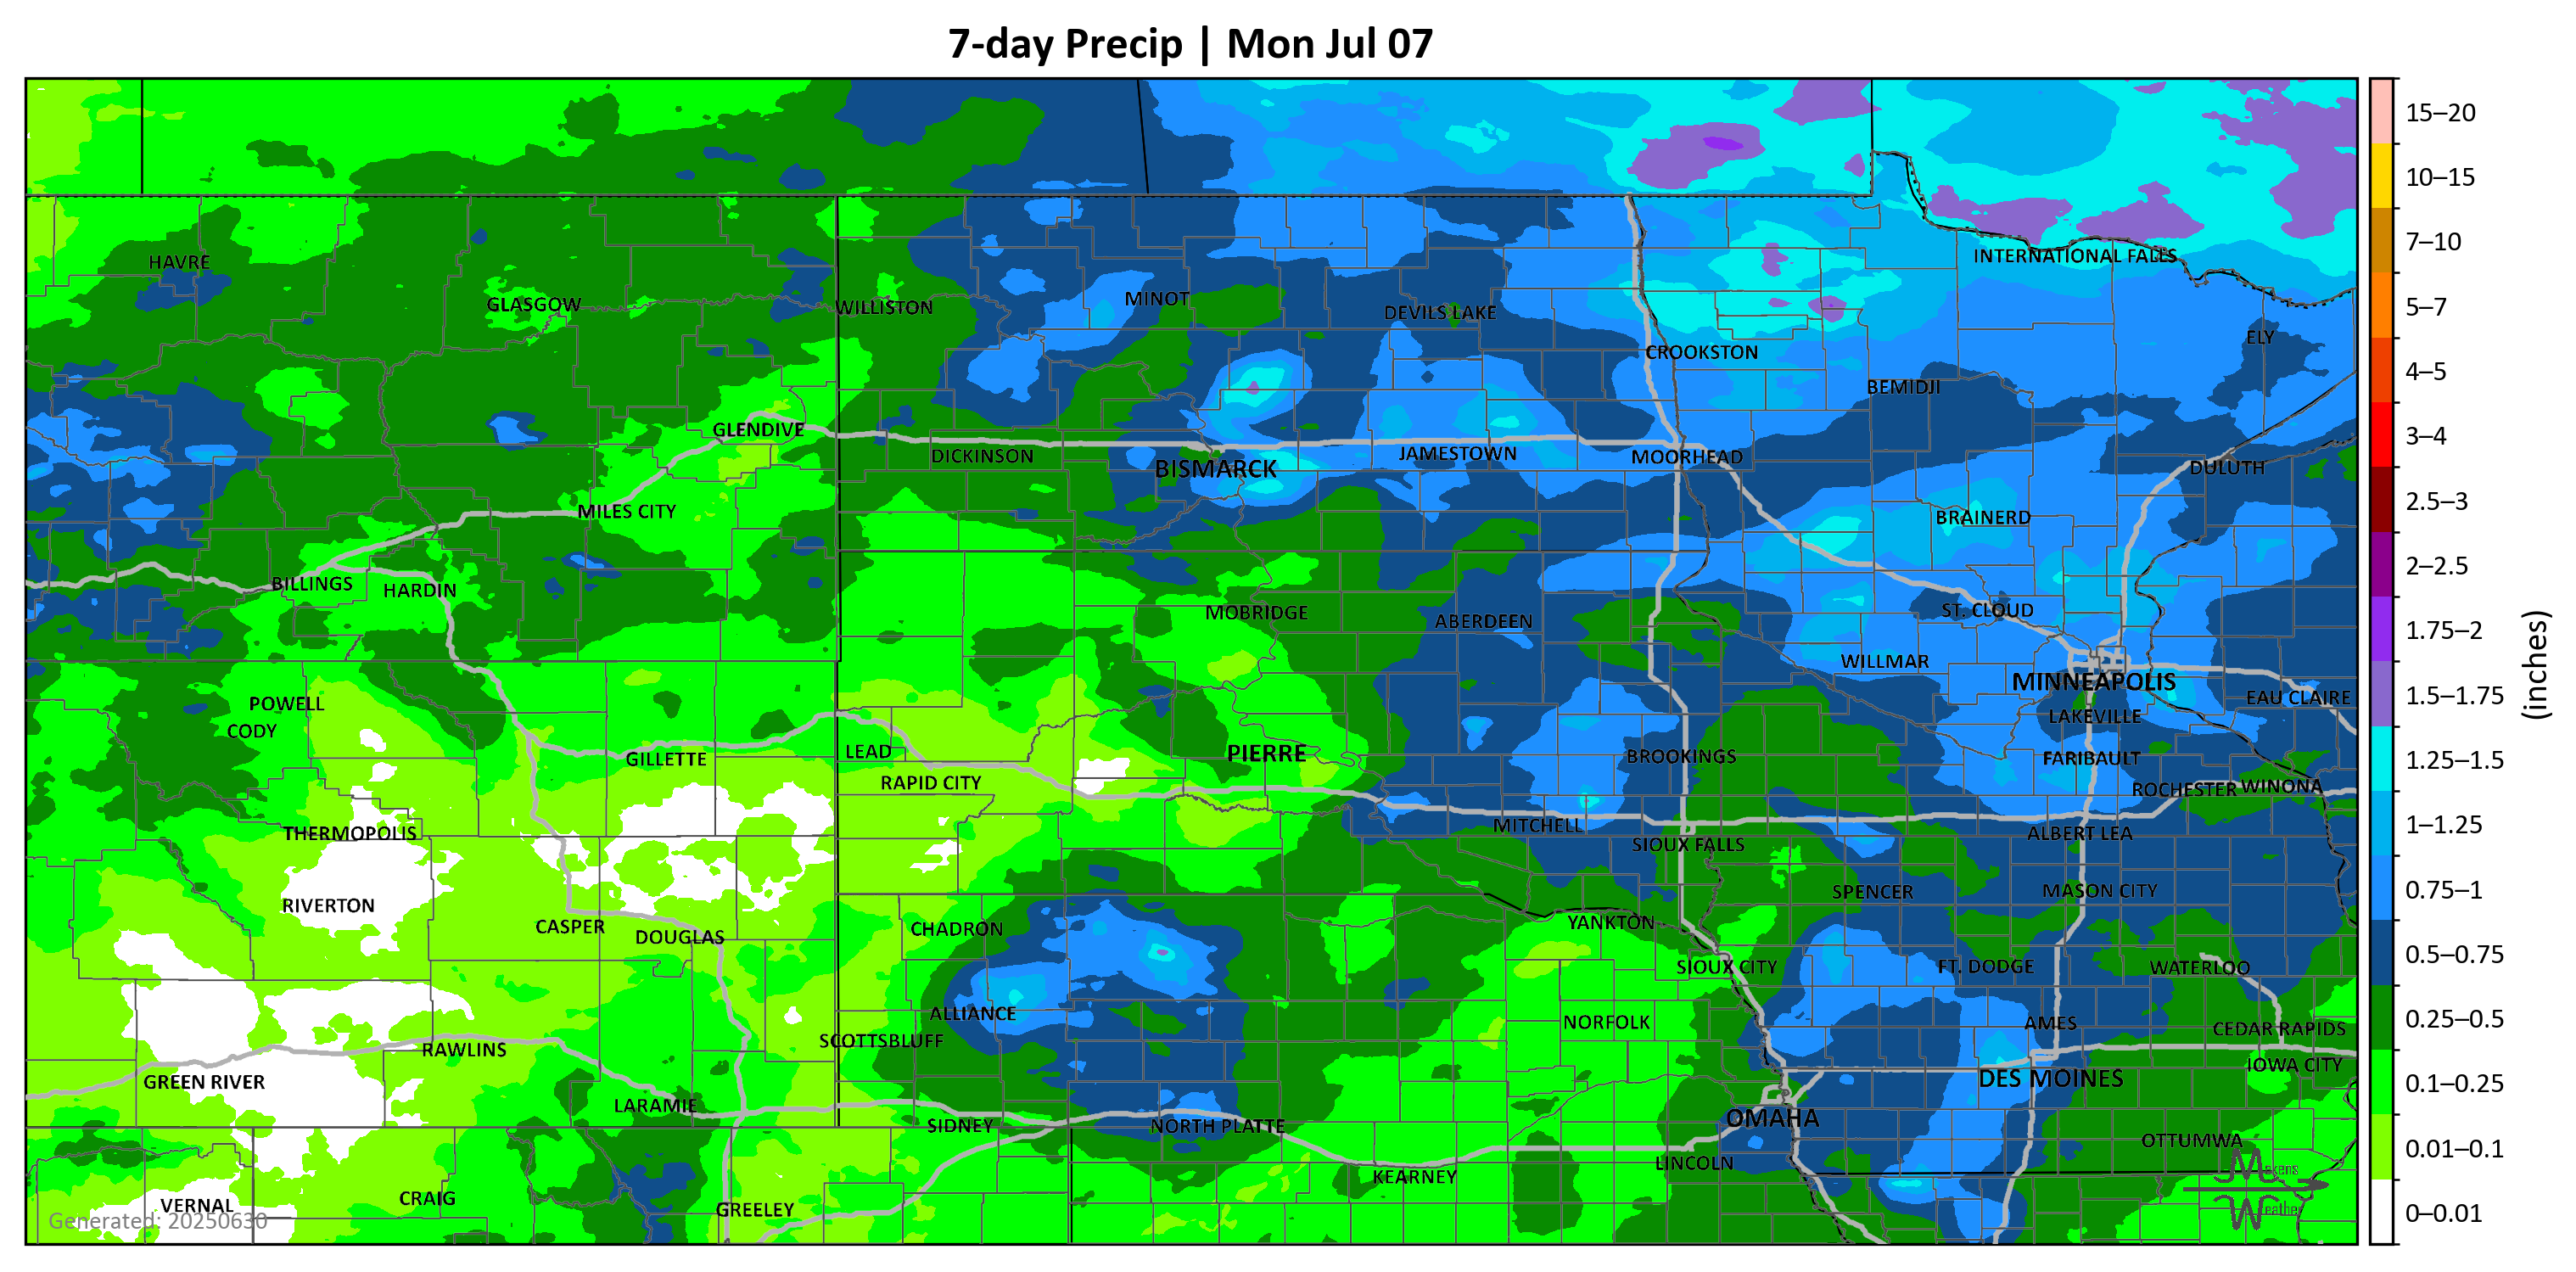 7-day Precip | Mon Jul 07
HAVRE
GLASGOW
WILLISTON
MINOT
DEVILS LAKE
INTERNATIONAL FALLS
ELY
CROOKSTON
BEMIDJI
GLENDIVE
DICKINSON
BISMARCK
JAMESTOWN
MOORHEAD
DULUTH
MILES CITY
BRAINERD
BILLINGS
HARDIN
MOBRIDGE
ABERDEEN
ST. CLOUD
WILLMAR
MINNEAPOLIS
EAU CLAIRE
POWELL
CODY
LAKEVILLE
GILLETTE
LEAD
PIERRE
BROOKINGS
FARIBAULT
RAPID CITY
ROCHESTER
WINONA
THERMOPOLIS
MITCHELL
SIOUX FALLS
ALBERT LEA
RIVERTON
SPENCER
MASON CITY
CASPER
DOUGLAS
CHADRON
YANKTON
SIOUX CITY
FT. DODGE
WATERLOO
ALLIANCE
NORFOLK
AMES
CEDAR RAPIDS
SCOTTSBLUFF
RAWLINS
IOWA CITY
GREEN RIVER
DES MOINES
LARAMIE
SIDNEY
NORTH PLATTE
OMAHA
OTTUMWA
LINCOLN
KEARNEY
VERNAL
CRAIG
GREELEY
Generated: 20250630
Makens
Weather
15–20
10–15
7–10
5–7
4–5
3–4
2.5–3
2–2.5
1.75–2
1.5–1.75
1.25–1.5
1–1.25
0.75–1
0.5–0.75
0.25–0.5
0.1–0.25
0.01–0.1
0–0.01
(inches)